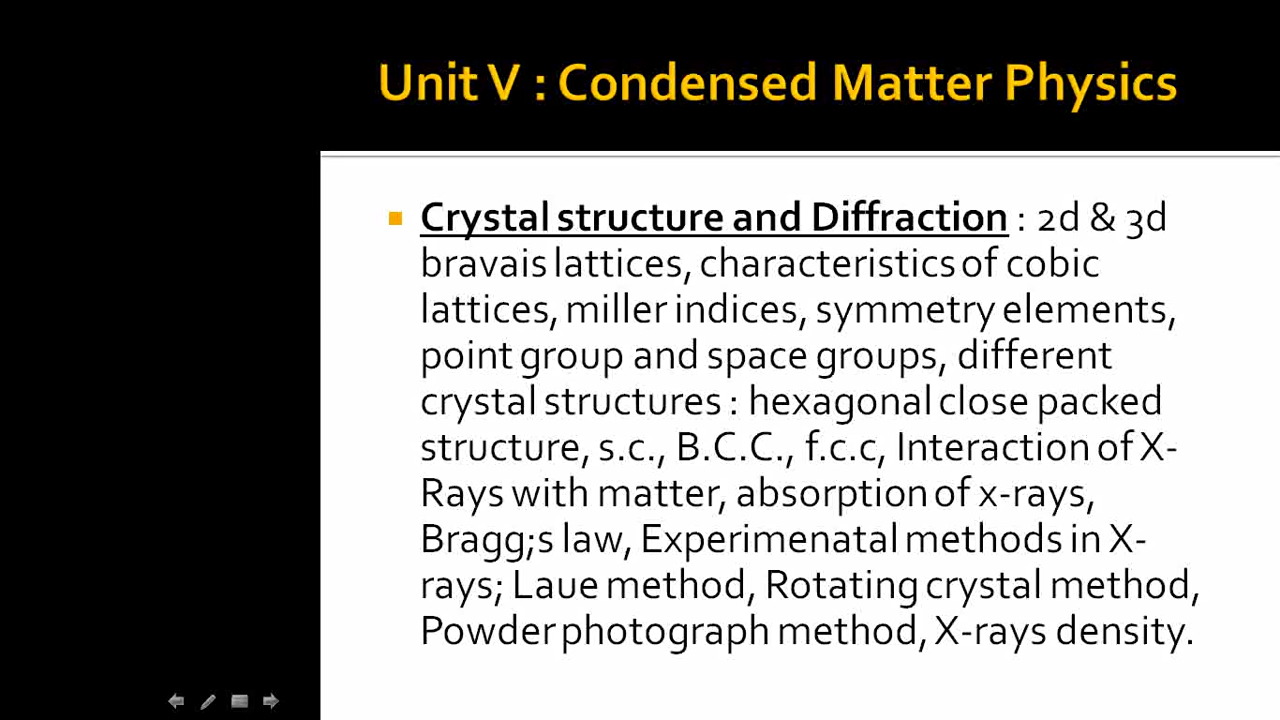 Unit V : Condensed Matter Physics
Crystal structure and Diffraction : 2d & 3d
bravais lattices, characteristics of cobic
lattices, miller indices, symmetry elements,
point group and space groups, different
crystal structures : hexagonal close packed
structure, s.c., B.C.C., f.c.c, Interaction of X-
Rays with matter, absorption of x-rays,
Bragg;s law, Experimenatal methods in X-
rays; Laue method, Rotating crystal method,
Powder photograph method, X-rays density.